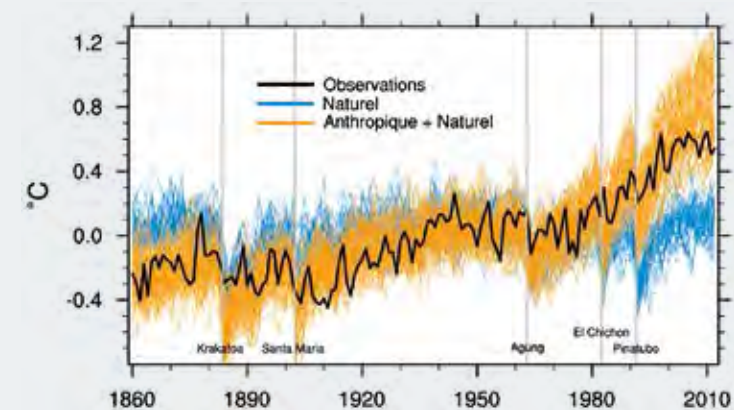 1.2
0.8
0.4
0.0
-0.4
°C
Observations
Naturel
Anthropique + Naturel
Krakatoa
Santa Maria
Agung
El Chichon
Pinatubo
1860
1890
1920
1950
1980
2010